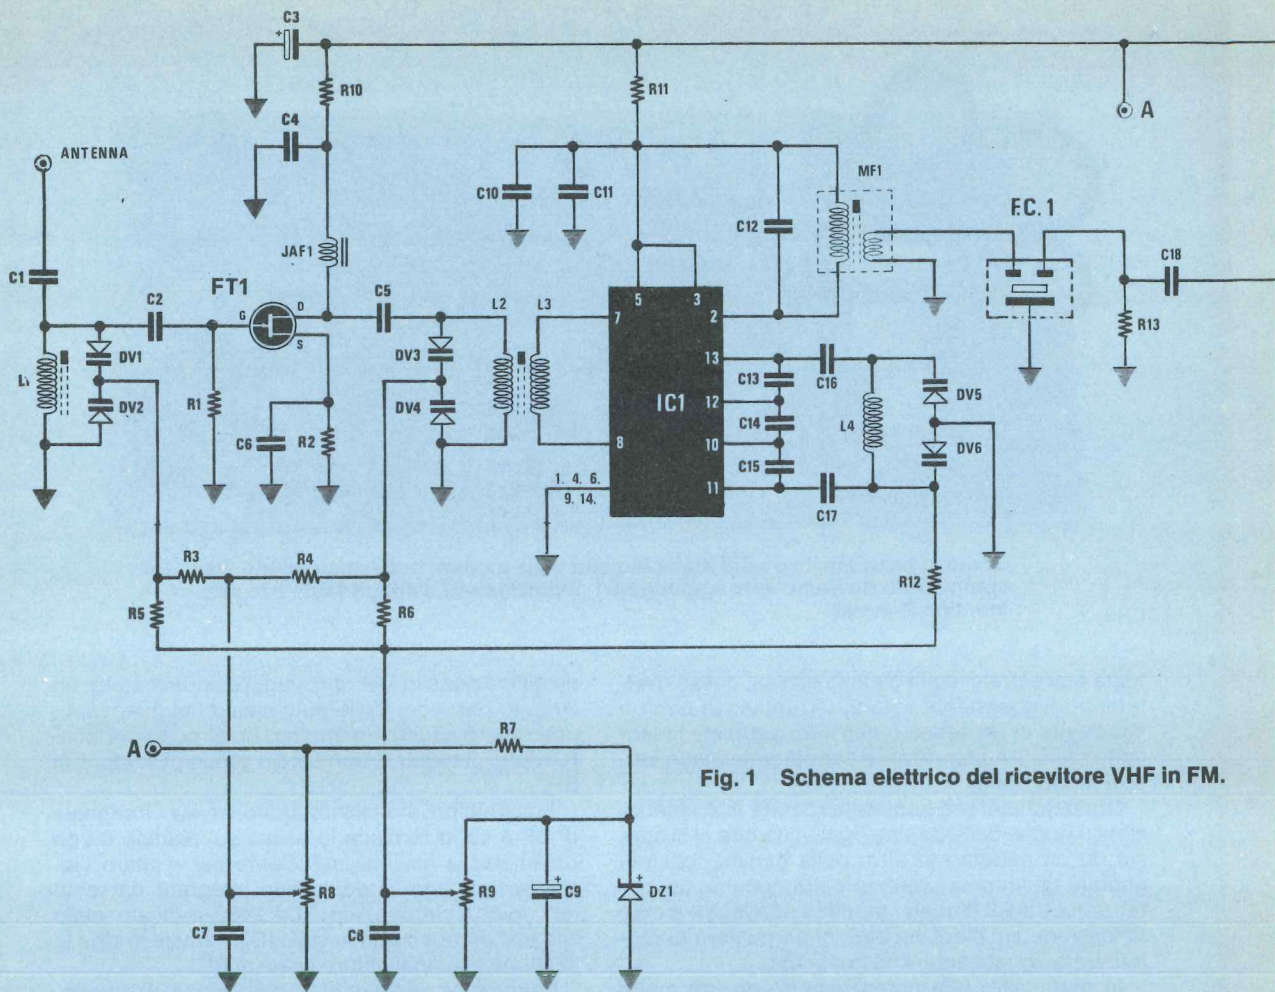 C3
+
R10
R11
C4
A
ANTENNA
MF1
C10
C11
C12
F.C. 1
JAF1
C1
FT1
C18
C2
D
C5
G
S
L2
L3
5
3
7
2
R13
DV1
DV3
13
C13
C16
L1
DV2
R1
DV4
IC1
12
DV5
C14
L4
C6
R2
8
10
DV6
C15
1. 4. 6.
9. 14.
11
C17
R3
R4
R12
R5
R6
R7
A
Fig. 1 Schema elettrico del ricevitore VHF in FM.
R8
R9
+
C9
+
DZ1
C7
C8